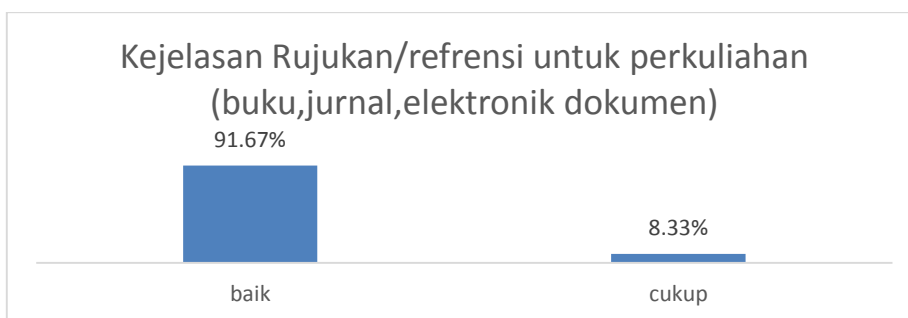 Kejelasan Rujukan/refrensi untuk perkuliahan
(buku,jurnal,elektronik dokumen)
91.67%
8.33%
baik
cukup